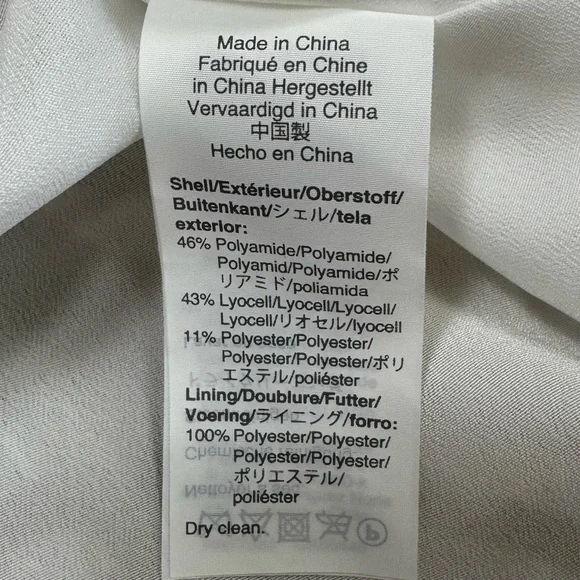 Made in China
Fabriqué en Chine
in China Hergestellt
Vervaardigd in China
中国製
Hecho en China
Shell/Extérieur/Oberstoff/
Buitenkant/シェル/tela
exterior:
46% Polyamide/Polyamide/
Polyamid/Polyamide/ポ
リアミド/poliamida
43% Lyocell/Lyocell/Lyocell/
Lyocell/リオセル/lyocell
11% Polyester/Polyester/
Polyester/Polyester/ポリ
エステル/poliéster
Lining/Doublure/Futter/
Voering/ライニング/forro:
100% Polyester/Polyester/
Polyester/Polyester/
ポリエステル/
poliéster
Dry clean.